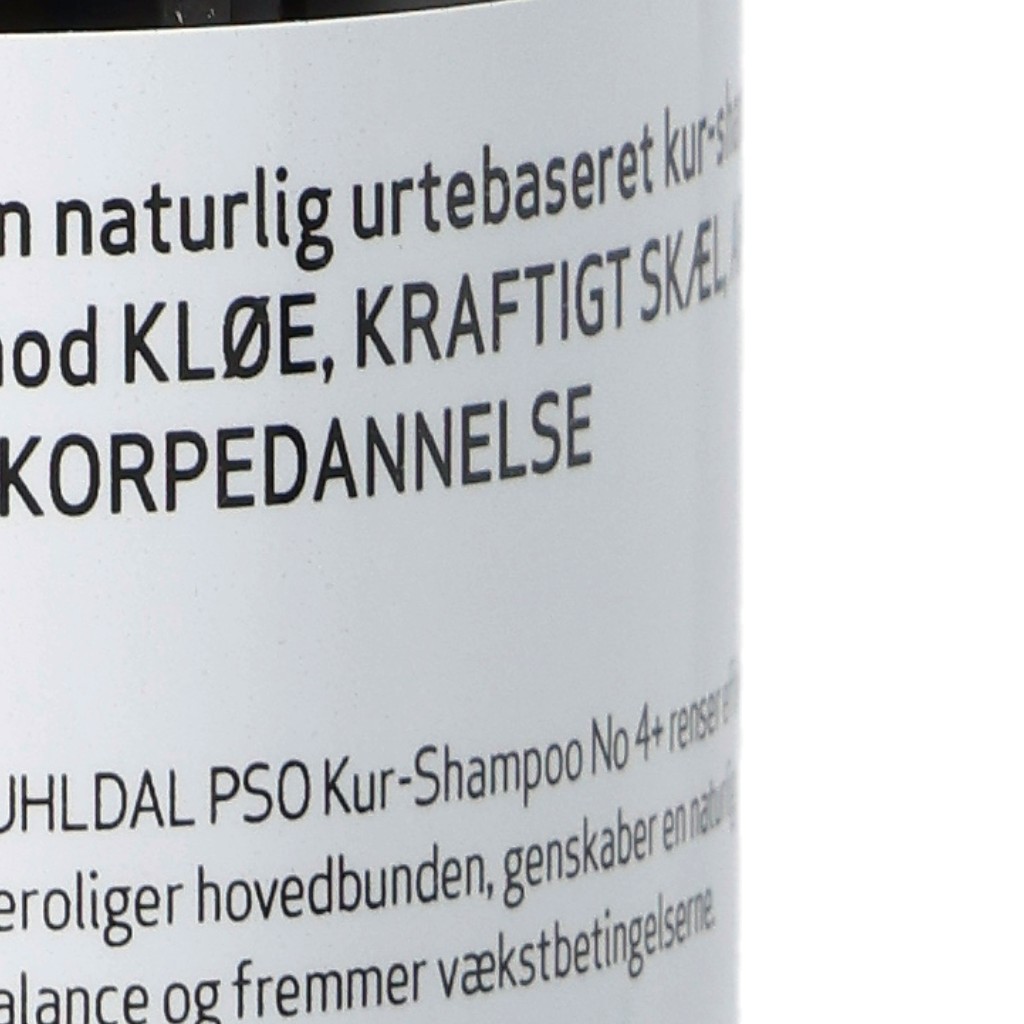 n naturlig urtebaseret kur-s
od KLØE, KRAFTIGT SKÆL,
KORPEDANNELSE
UHLDAL PSO Kur-Shampoo No 4+ renser
eroliger hovedbunden, genskaber en natur
alance og fremmer vækstbetingelserne.